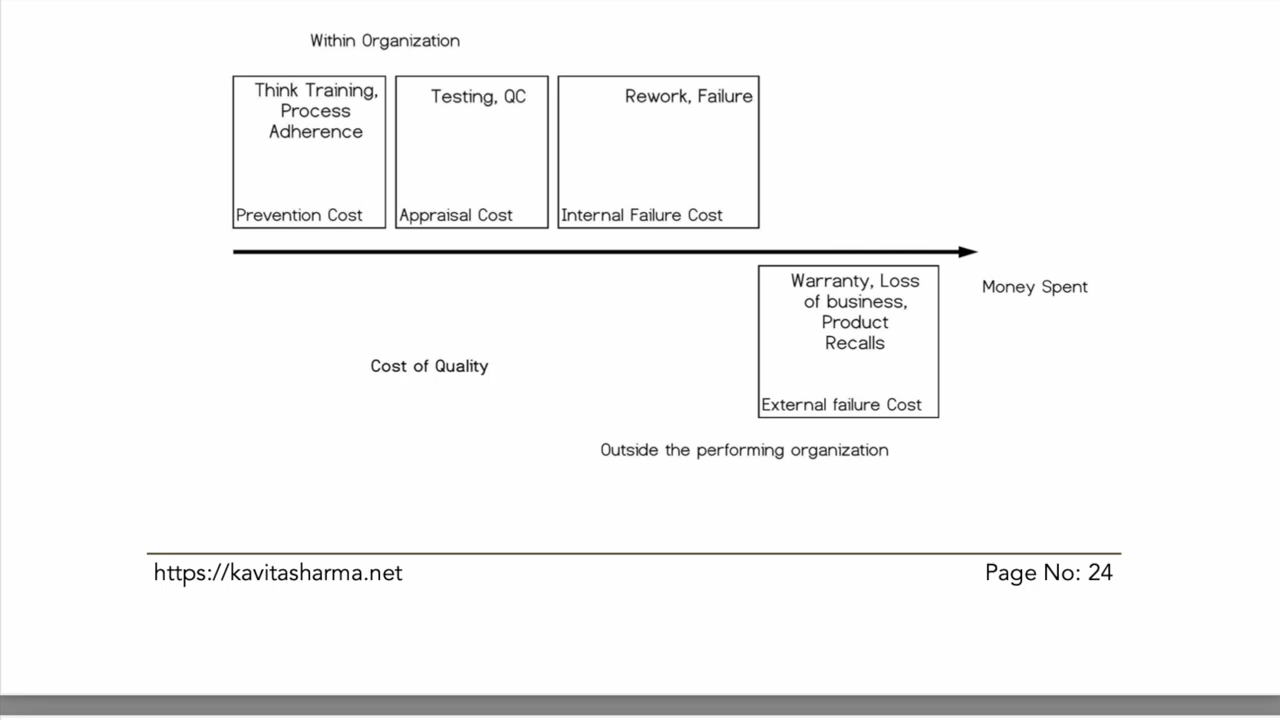 Within Organization
Think Training,
Process
Adherence
Prevention Cost
Testing, QC
Appraisal Cost
Rework, Failure
Internal Failure Cost
Money Spent
Warranty, Loss
of business,
Product
Recalls
External failure Cost
Cost of Quality
Outside the performing organization
https://kavitasharma.net
Page No: 24